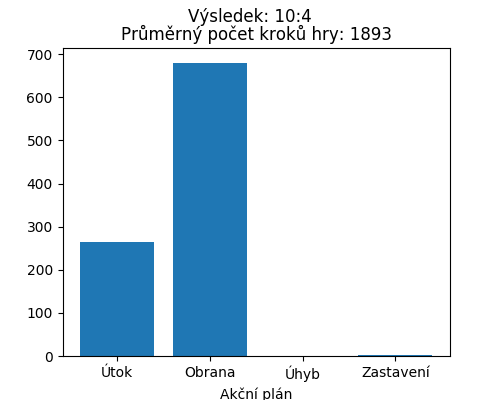 Výsledek: 10:4
Průměrný počet kroků hry: 1893
700
600
500
400
300
200
100
0
Útok Obrana Úhyb Zastavení
Akční plán